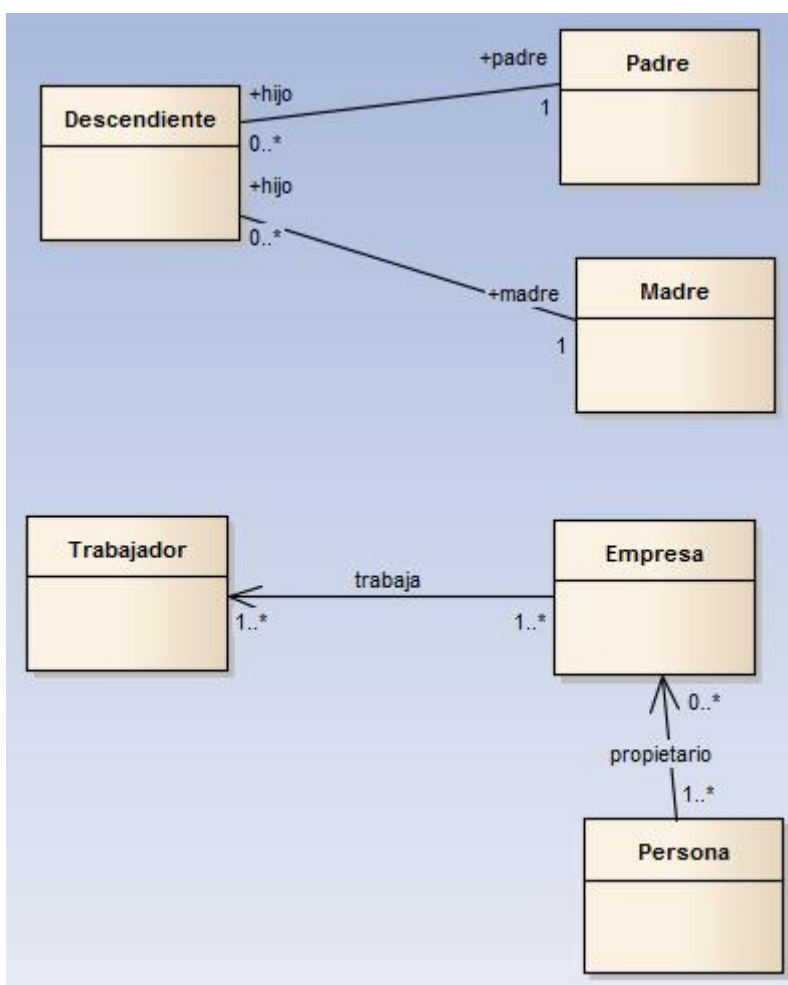 +padre
Padre
+hijo
Descendiente
1
0..*
+hijo
0..*
Madre
+madre
1
Trabajador
Empresa
trabaja
1..*
1..*
0..*
propietario
1..*
Persona